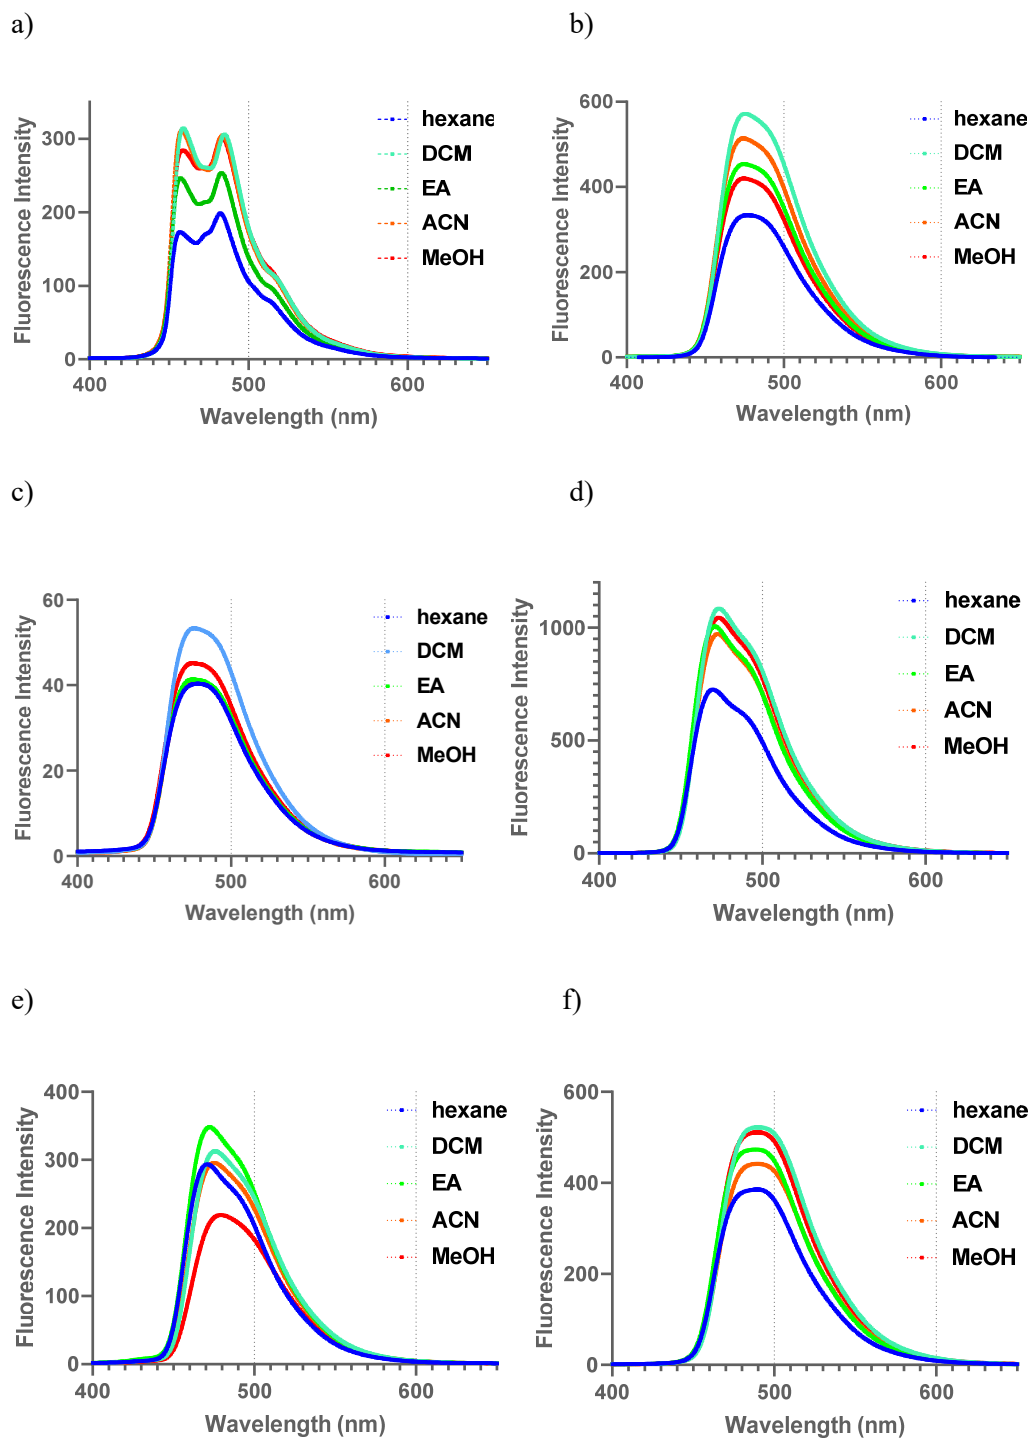 a)
Fluorescence Intensity
300
200
100
0
400
500
600
Wavelength (nm)
hexane
DCM
EA
ACN
MeOH
b)
Fluorescence Intensity
600
400
200
0
400
500
600
Wavelength (nm)
hexane
DCM
EA
ACN
MeOH
c)
Fluorescence Intensity
60
40
20
0
400
500
600
Wavelength (nm)
hexane
DCM
EA
ACN
MeOH
d)
Fluorescence Intensity
1000
500
0
400
500
600
Wavelength (nm)
hexane
DCM
EA
ACN
MeOH
e)
Fluorescence Intensity
400
300
200
100
0
400
500
600
Wavelength (nm)
hexane
DCM
EA
ACN
MeOH
f)
Fluorescence Intensity
600
400
200
0
400
500
600
Wavelength (nm)
hexane
DCM
EA
ACN
MeOH